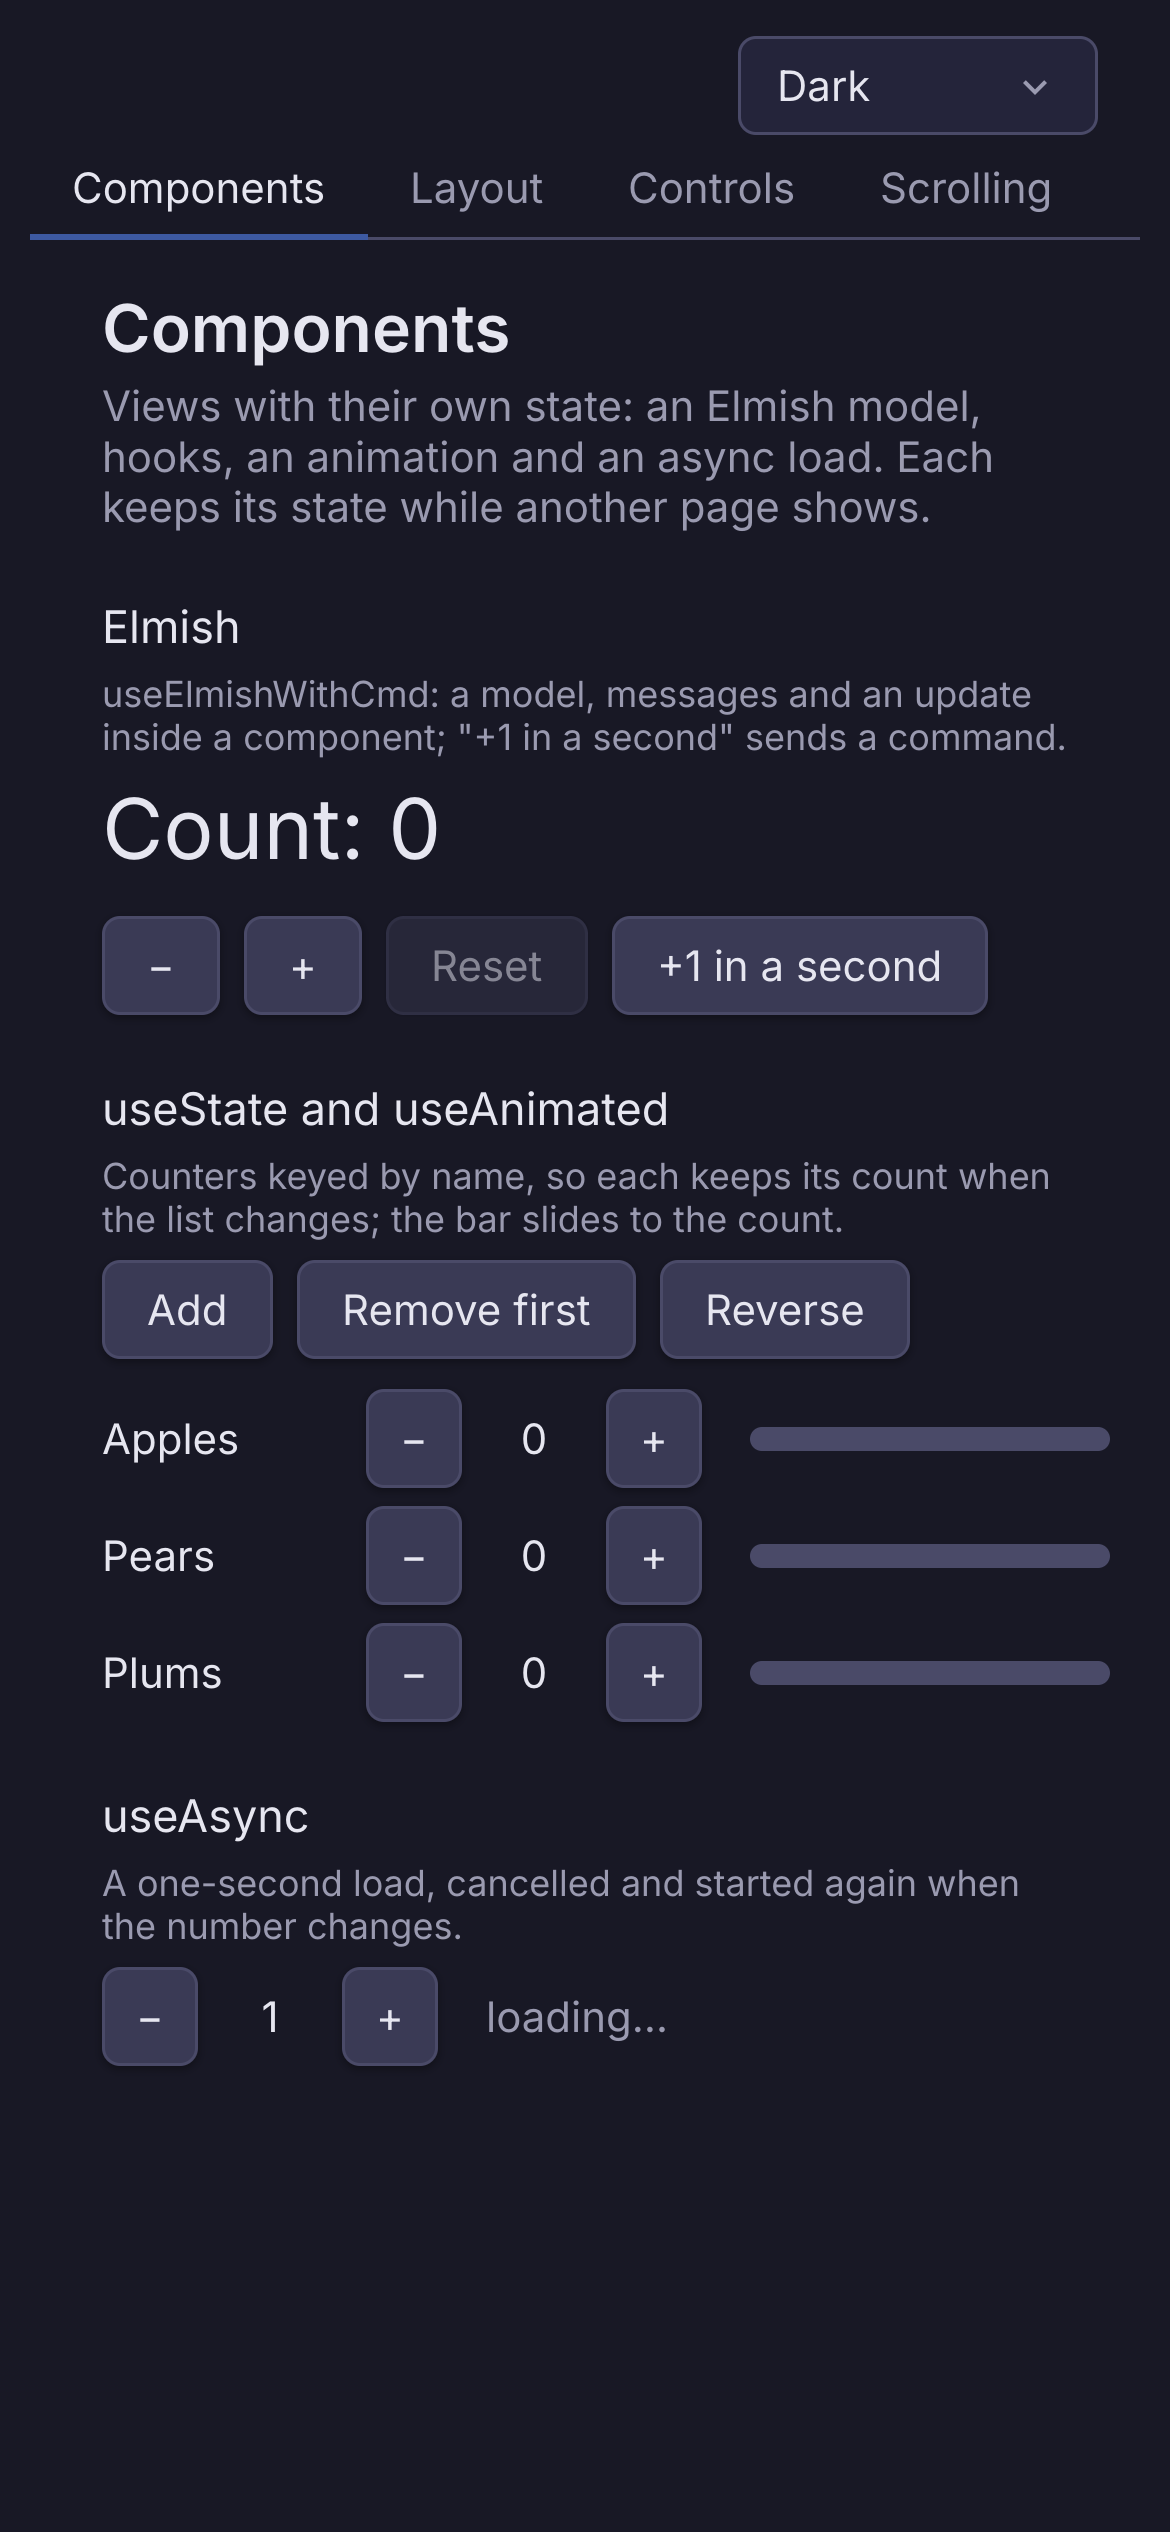 Dark
Components Layout Controls Scrolling
Components
Views with their own state: an Elmish model,
hooks, an animation and an async load. Each
keeps its state while another page shows.
Elmish
useElmishWithCmd: a model, messages and an update
inside a component; "+1 in a second" sends a command.
Count: 0
− + Reset +1 in a second
useState and useAnimated
Counters keyed by name, so each keeps its count when
the list changes; the bar slides to the count.
Add Remove first Reverse
Apples − 0 +
Pears − 0 +
Plums − 0 +
useAsync
A one-second load, cancelled and started again when
the number changes.
− 1 + loading...